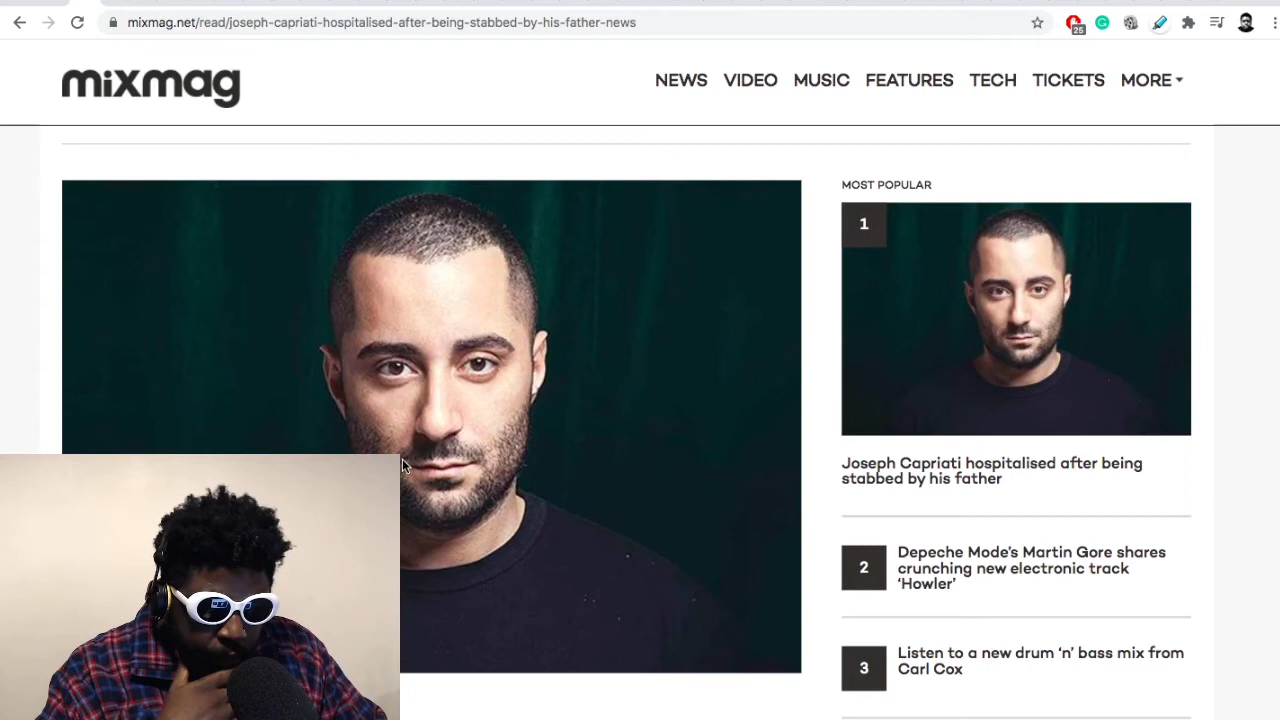 mixmag.net/read/joseph-capriati-hospitalised-after-being-stabbed-by-his-father-news
25
mixmag
NEWS VIDEO MUSIC FEATURES TECH TICKETS MORE
MOST POPULAR
1
Joseph Capriati hospitalised after being
stabbed by his father
2
Depeche Mode's Martin Gore shares
crunching new electronic track
'Howler'
3
Listen to a new drum 'n' bass mix from
Carl Cox